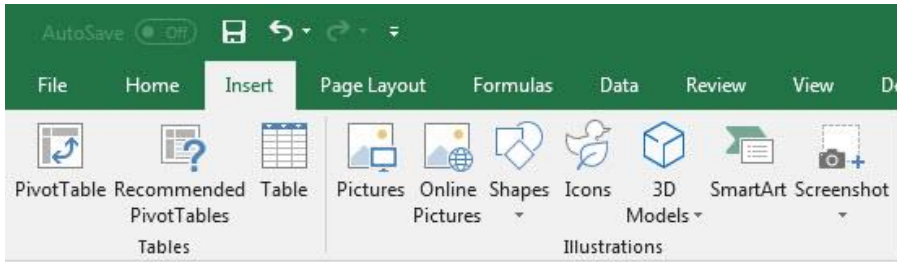 AutoSave Off
File Home Insert Page Layout Formulas Data Review View
PivotTable Recommended Table Pictures Online Shapes Icons 3D SmartArt Screenshot
PivotTables Pictures Models
Tables Illustrations